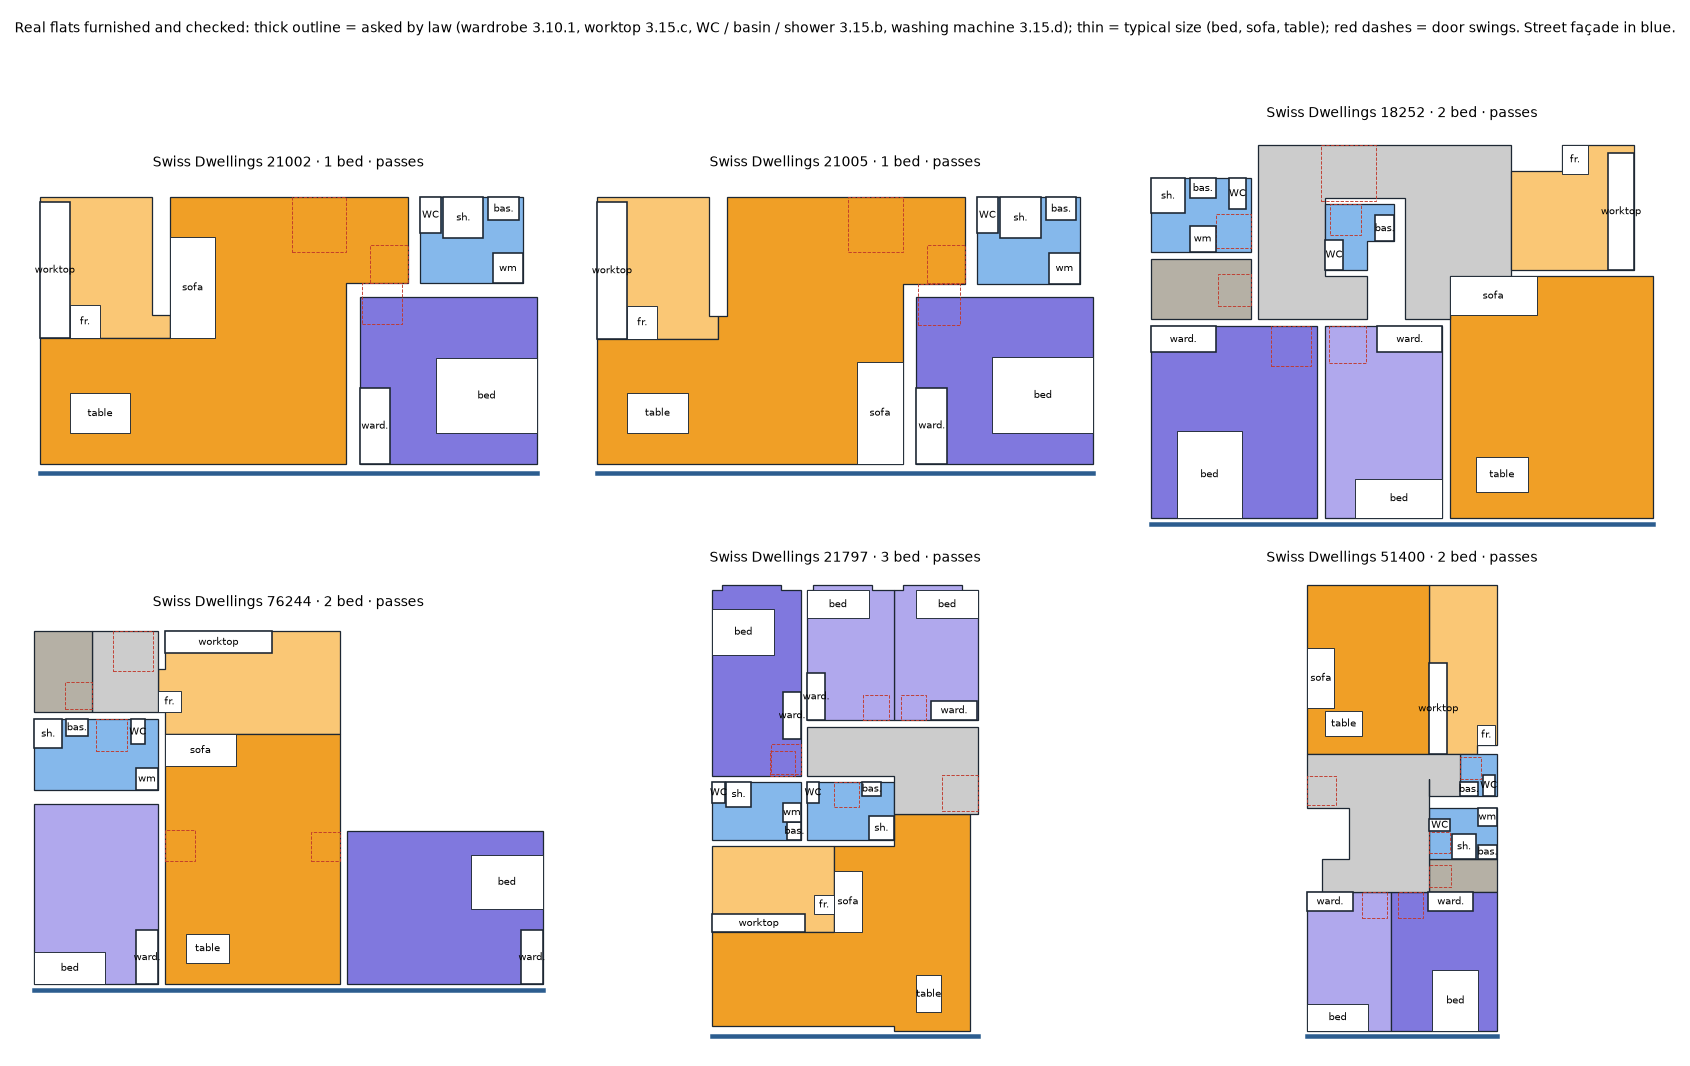 Real flats furnished and checked: thick outline = asked by law (wardrobe 3.10.1, worktop 3.15.c, WC / basin / shower 3.15.b, washing machine 3.15.d); thin = typical size (bed, sofa, table); red dashes = door swings. Street façade in blue.
Swiss Dwellings 21002 · 1 bed · passes
worktop
fr.
sofa
table
WC
sh.
bas.
wm
ward.
bed
Swiss Dwellings 21005 · 1 bed · passes
worktop
fr.
table
sofa
WC
sh.
bas.
wm
ward.
bed
Swiss Dwellings 18252 · 2 bed · passes
sh.
bas.
WC
wm
WC
bas.
fr.
worktop
sofa
ward.
ward.
bed
bed
table
Swiss Dwellings 76244 · 2 bed · passes
worktop
fr.
sh.
bas.
WC
wm
sofa
table
bed
ward.
bed
ward.
Swiss Dwellings 21797 · 3 bed · passes
bed
bed
bed
ward.
ward.
ward.
WC
sh.
wm
bas.
WC
bas.
sh.
fr.
sofa
worktop
table
Swiss Dwellings 51400 · 2 bed · passes
sofa
table
worktop
fr.
bas.
WC
wm
WC
sh.
bas.
ward.
ward.
bed
bed